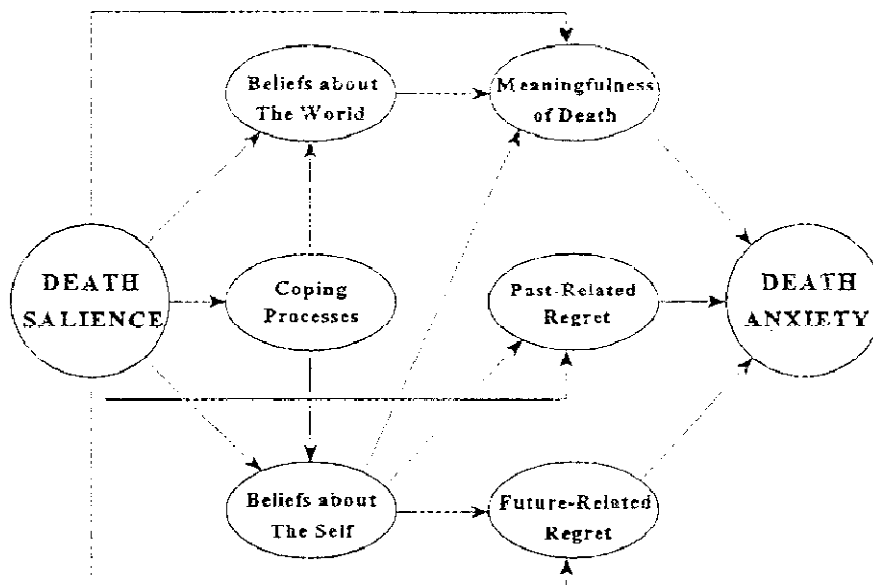 Beliefs about
The World
Meaningfulness
of Death
DEATH
SALIENCE
Coping
Processes
Past-Related
Regret
DEATH
ANXIETY
Beliefs about
The Self
Future-Related
Regret